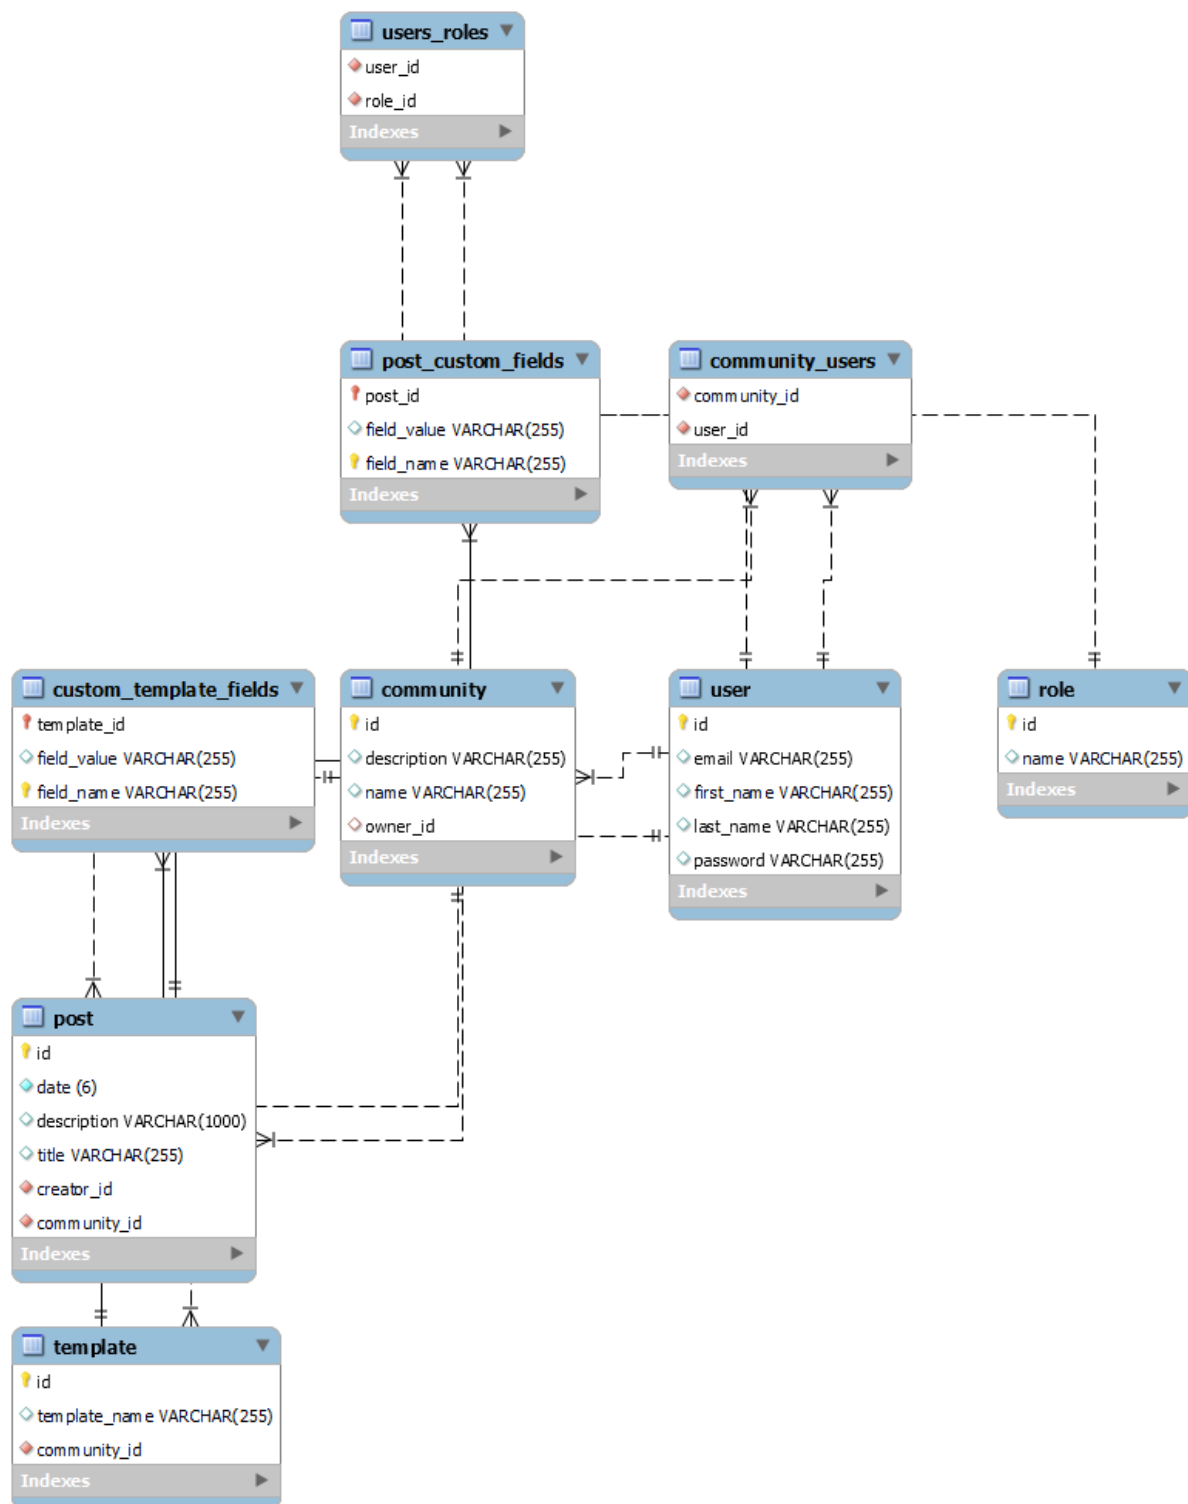 users_roles
user_id
role_id
Indexes
post_custom_fields
post_id
field_value VARCHAR(255)
field_name VARCHAR(255)
Indexes
community_users
community_id
user_id
Indexes
custom_template_fields
template_id
field_value VARCHAR(255)
field_name VARCHAR(255)
Indexes
community
id
description VARCHAR(255)
name VARCHAR(255)
owner_id
Indexes
user
id
email VARCHAR(255)
first_name VARCHAR(255)
last_name VARCHAR(255)
password VARCHAR(255)
Indexes
role
id
name VARCHAR(255)
Indexes
post
id
date (6)
description VARCHAR(1000)
title VARCHAR(255)
creator_id
community_id
Indexes
template
id
template_name VARCHAR(255)
community_id
Indexes